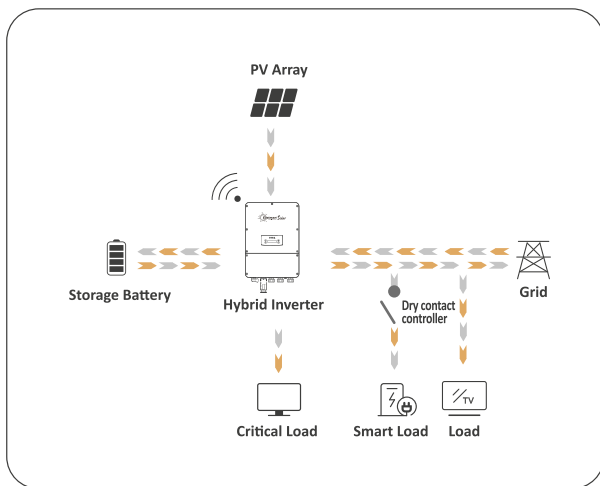 PV Array
Storage Battery
Hybrid Inverter
Grid
Dry contact
controller
TV
Critical Load
Smart Load
Load